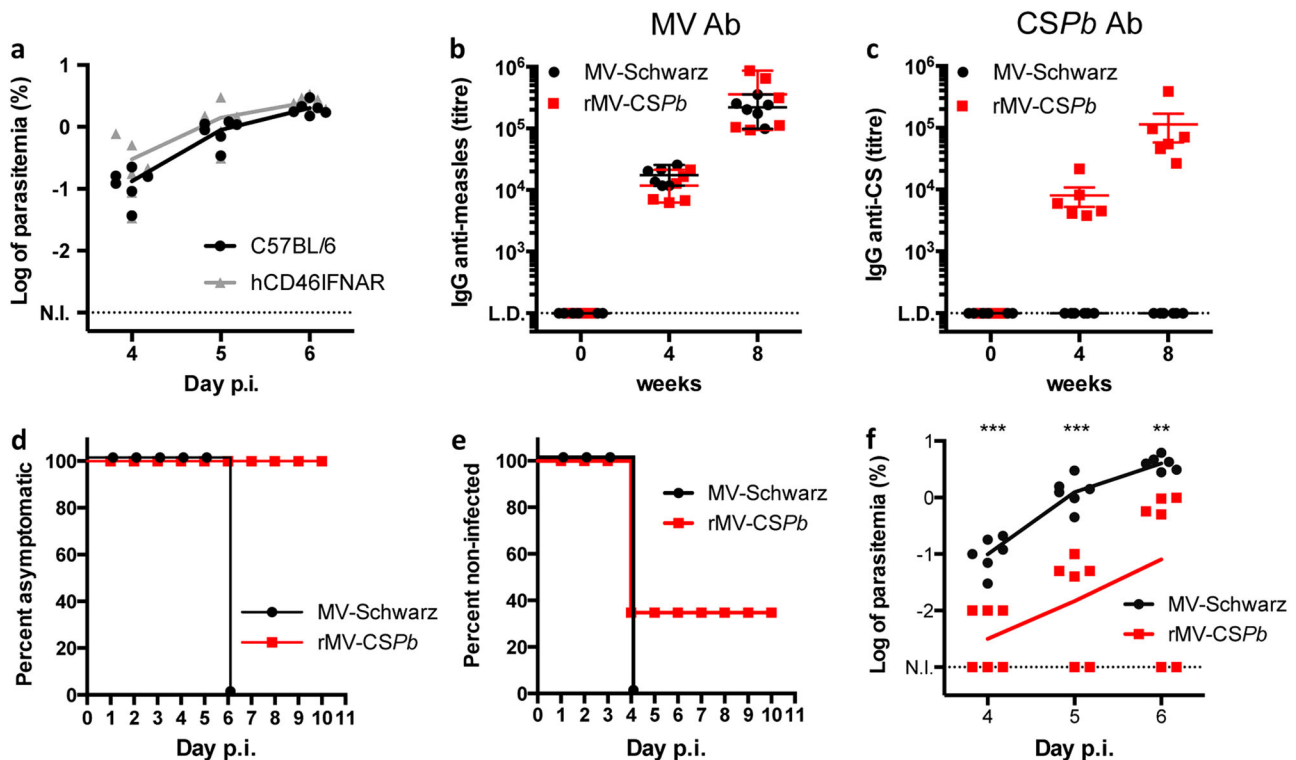 MV Ab
CSPb Ab
a
Log of parasitemia (%)
1
0
-1
-2
N.I.
C57BL/6
hCD46IFNAR
4 5 6
Day p.i.
b
IgG anti-measles (titre)
10⁶
10⁵
10⁴
10³
L.D.
MV-Schwarz
rMV-CSPb
0 4 8
weeks
c
IgG anti-CS (titre)
10⁶
10⁵
10⁴
10³
L.D.
MV-Schwarz
rMV-CSPb
0 4 8
weeks
d
Percent asymptomatic
100
80
60
40
20
0
MV-Schwarz
rMV-CSPb
0 1 2 3 4 5 6 7 8 9 10 11
Day p.i.
e
Percent non-infected
100
80
60
40
20
0
MV-Schwarz
rMV-CSPb
0 1 2 3 4 5 6 7 8 9 10 11
Day p.i.
f
*** *** **
Log of parasitemia (%)
1
0
-1
-2
N.I.
MV-Schwarz
rMV-CSPb
4 5 6
Day p.i.